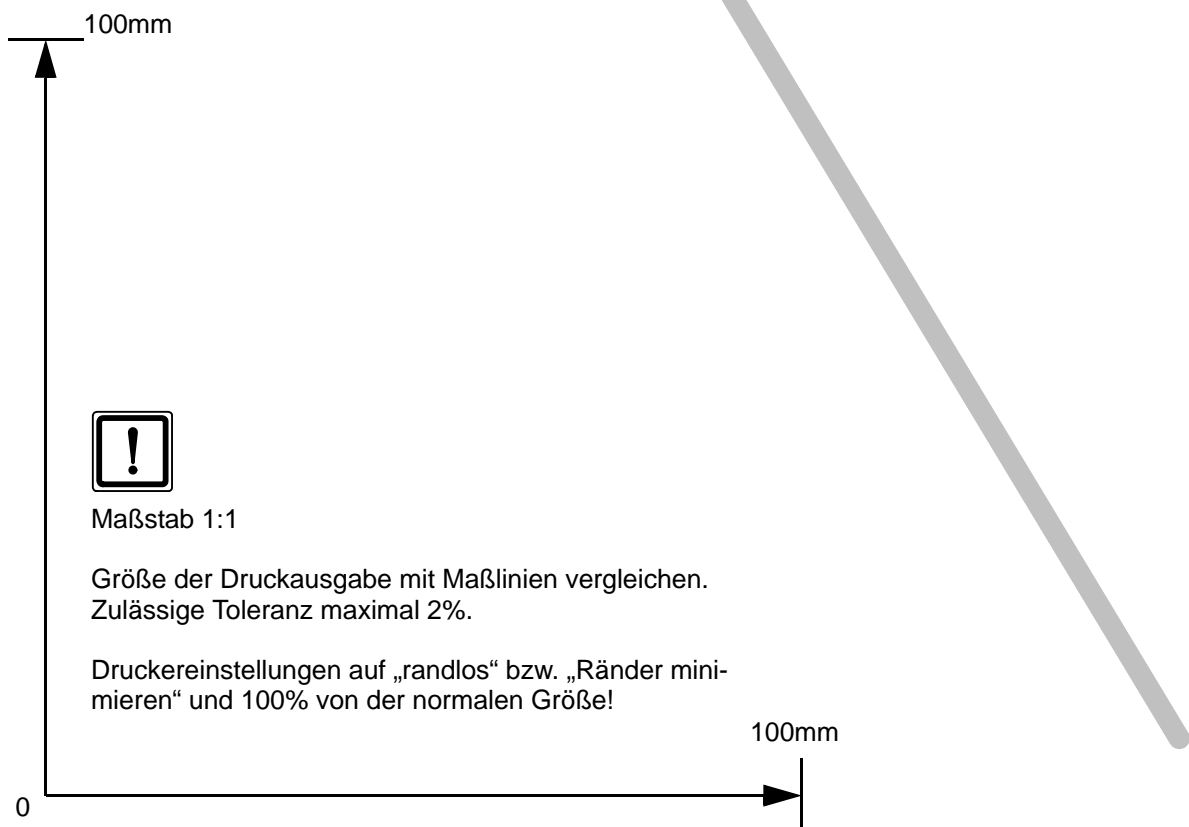 100mm
!
Maßstab 1:1
Größe der Druckausgabe mit Maßlinien vergleichen.
Zulässige Toleranz maximal 2%.
Druckereinstellungen auf „randlos“ bzw. „Ränder mini-
mieren“ und 100% von der normalen Größe!
100mm
0